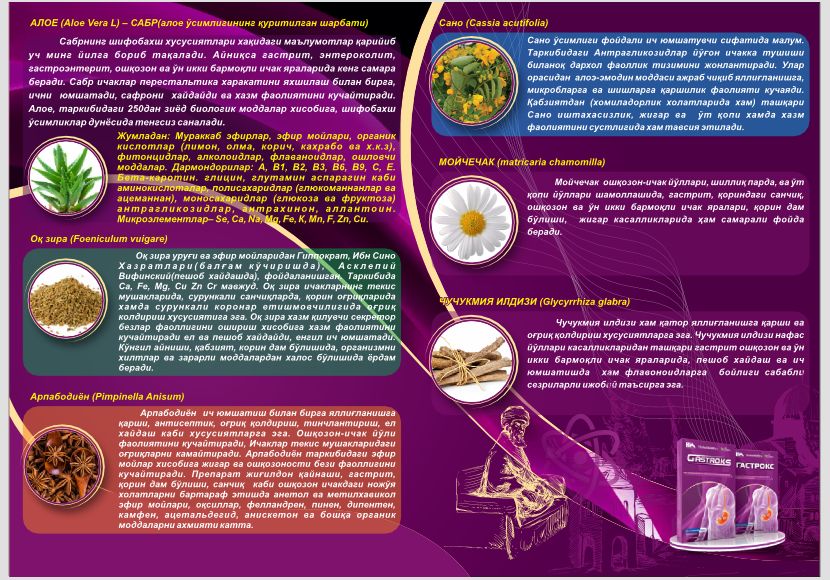 АЛОЕ (Aloe Vera L) – САБР(алое ўсимлигининг қуритилган шарбати)
Сабрнинг шифобахш хусусиятлари хақидаги маълумотлар қарийиб
уч минг йилга бориб тақалади. Айниқса гастрит, энтероколит,
гастроэнтерит, ошқозон ва ўн икки бармоқли ичак яраларида кенг самара
беради. Сабр ичаклар перестальтика харакатини яхшилаш билан бирга,
ични юмшатади, сафрони хайдайди ва хазм фаолиятини кучайтиради.
Алое, таркибидаги 250дан зиёд биологик моддалар хисобига, шифобахш
ўсимликлар дунёсида тенгсиз саналади.
Жумладан: Мураккаб эфирлар, эфир мойлари, органик
кислотлар (лимон, олма, корич, кахрабо ва х.к.з),
фитонцидлар, алколоидлар, флаваноидлар, ошловчи
моддалар. Дармондорилар: А, В1, В2, В3, В6, В9, С, Е.
Бета-каротин. глицин, глутамин аспарагин каби
аминокислоталар, полисахаридлар (глюкоманнанлар ва
ацеманнан), моносахаридлар (глюкоза ва фруктоза)
антрагликозидлар, антрахинон, аллантоин.
Микроэлементлар– Se, Ca, Na, Mg, Fe, K, Mn, F, Zn, Cu.
Оқ зира (Foeniculum vuigare)
Оқ зира уруғи ва эфир мойларидан Гиппократ, Ибн Сино
Хазратлари(балғам кўчиришда), Асклепий
Вифинский(пешоб хайдашда), фойдаланишган. Таркибида
Ca, Fe, Mg, Cu Zn Cr мавжуд. Оқ зира ичакларнинг текис
мушакларида, сурункали санчиқларда, қорин оғриқларида
хамда сурункали коронар етишмовчилигида оғриқ
қолдириш хусусиятига эга. Оқ зира хазм қилувчи секретор
безлар фаоллигини ошириш хисобига хазм фаолиятини
кучайтиради ел ва пешоб хайдайди, енгил ич юмшатади.
Кўнгил айниши, қабзият, корин дам бўлишида, организмни
хилтлар ва зарарли моддалардан халос бўлишида ёрдам
беради.
Арпабодиён (Pimpinella Anisum)
Арпабодиён ич юмшатиш билан бирга яллиғланишга
қарши, антисептик, оғриқ қолдириш, тинчлантириш, ел
хайдаш каби хусусиятларга эга. Ошқозон-ичак йўли
фаолиятини кучайтиради, Ичаклар текис мушакларидаги
оғриқларни камайтиради. Арпабодиён таркибидаги эфир
мойлар хисобига жигар ва ошқозоности бези фаоллигини
кучайтиради. Препарат жиғилдон қайнаши, гастрит,
қорин дам бўлиши, санчиқ каби ошқозон ичакдаги ножўя
холатларни бартараф этишда анетол ва метилхавикол
эфир мойлари, оқсиллар, фелландрен, пинен, дипентен,
камфен, ацетальдегид, анискетон ва бошқа органик
моддаларни ахмияти катта.
Сано (Cassia acutifolia)
Сано ўсимлиги фойдали ич юмшатувчи сифатида малум.
Таркибидаги Антрагликозидлар йўғон ичакка тушиши
биланоқ дархол фаоллик тизимини жонлантиради. Улар
орасидан алоэ-эмодин моддаси ажраб чиқиб яллиғланишга,
микробларга ва шишларга қаршилик фаолияти кучаяди.
Қабзиятдан (хомиладорлик холатларида хам) ташқари
Сано иштахасизлик, жигар ва ўт қопи хамда хазм
фаолиятини сустлигида хам тавсия этилади.
МОЙЧЕЧАК (matricaria chamomilla)
Мойчечак ошқозон-ичак йўллари, шиллиқ парда, ва ўт
қопи йўллари шамоллашида, гастрит, қориндаги санчиқ,
ошқозон ва ўн икки бармоқли ичак яралари, қорин дам
бўлиши, жигар касалликларида ҳам самарали фойда
беради.
ЧУЧУКМИЯ ИЛДИЗИ (Glycyrrhiza glabra)
Чучукмия илдизи хам қатор яллиғланишга қарши ва
оғриқ қолдириш хусусиятларга эга. Чучукмия илдизи нафас
йўллари касалликларидан ташқари гастрит ошқозон ва ўн
икки бармоқли ичак яраларида, пешоб хайдаш ва ич
юмшатишда хам флавоноидларга бойлиги сабабли
сезиларли ижобий таъсирга эга.
GASTROKS
ГАСТРОКС